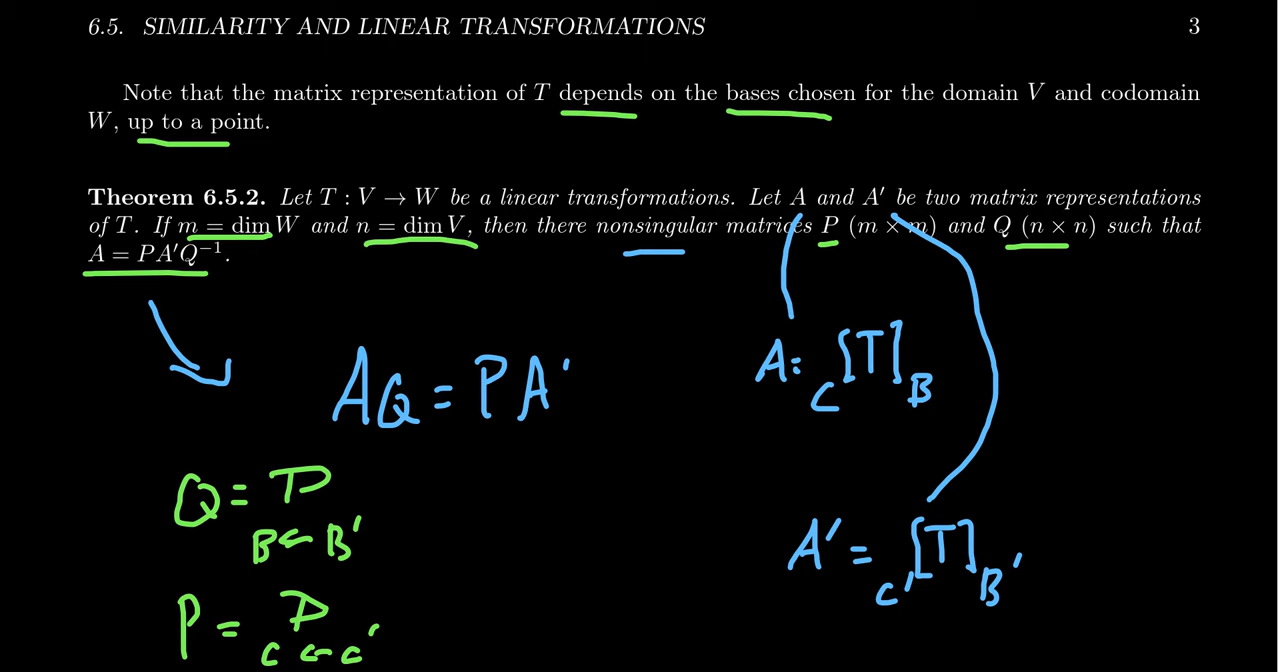 6.5. SIMILARITY AND LINEAR TRANSFORMATIONS 3
Note that the matrix representation of T depends on the bases chosen for the domain V and codomain
W, up to a point.
Theorem 6.5.2. Let T : V → W be a linear transformations. Let A and A′ be two matrix representations
of T. If m = dim W and n = dim V, then there nonsingular matrices P (m × m) and Q (n × n) such that
A = PA′Q⁻¹.
AQ = PA'
A = C[T]B
Q = P
B ← B'
A' = C'[T]B'
P = P
C ← C'